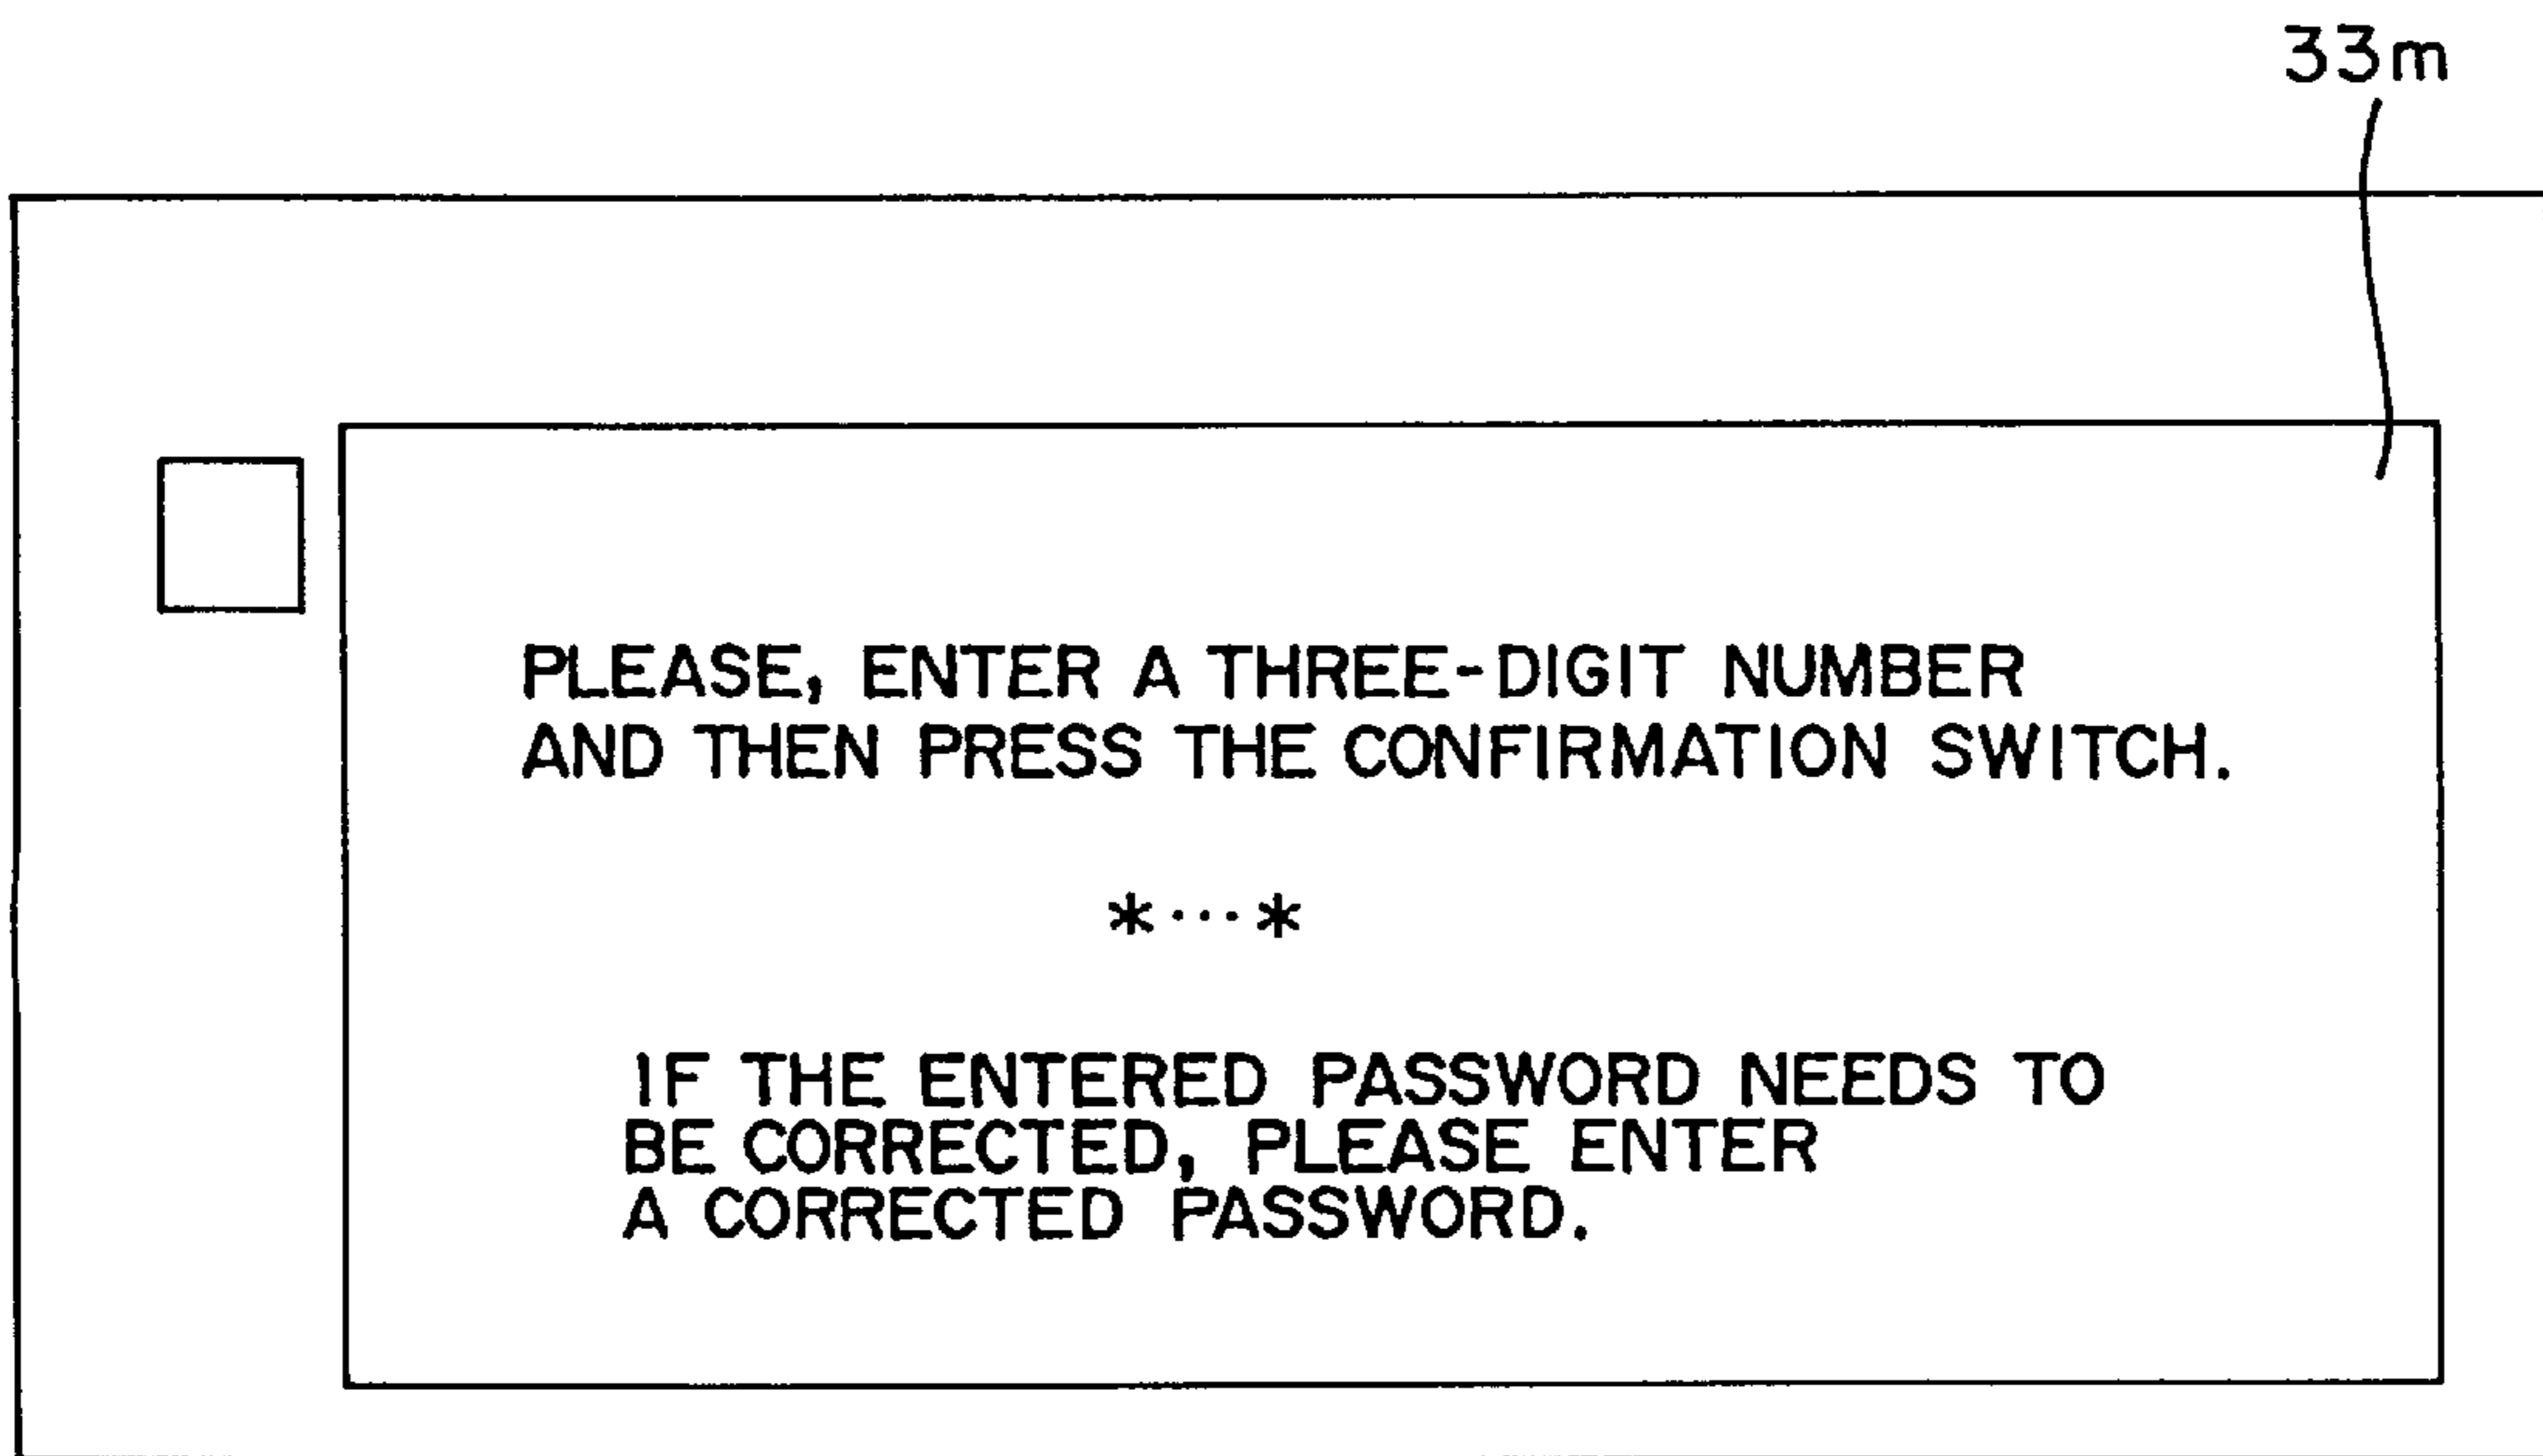 33m
PLEASE, ENTER A THREE-DIGIT NUMBER
AND THEN PRESS THE CONFIRMATION SWITCH.
*···*
IF THE ENTERED PASSWORD NEEDS TO
BE CORRECTED, PLEASE ENTER
A CORRECTED PASSWORD.